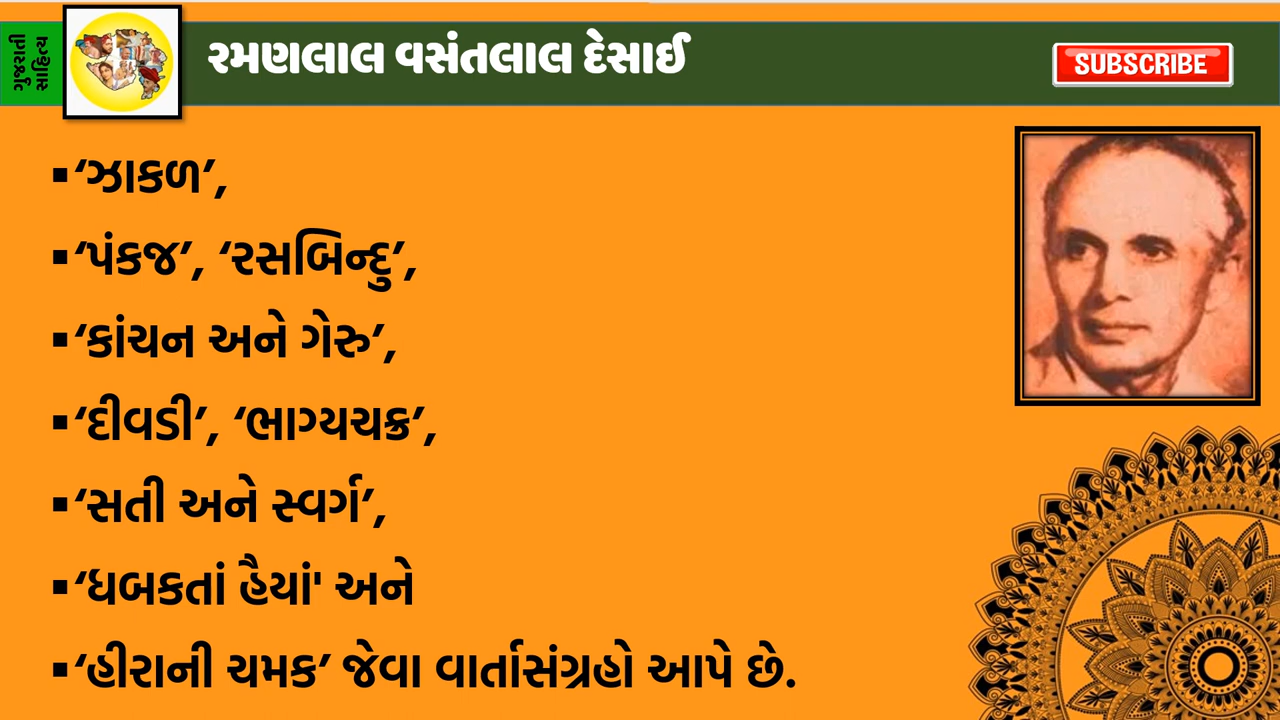 ગુજરાતી
સાહિત્ય
રમણલાલ વસંતલાલ દેસાઈ
SUBSCRIBE
▪‘ઝાકળ’,
▪‘પંકજ’, ‘રસબિન્દુ’,
▪‘કાંચન અને ગેરુ’,
▪‘દીવડી’, ‘ભાગ્યચક્ર’,
▪‘સતી અને સ્વર્ગ’,
▪‘ધબકતાં હૈયાં' અને
▪‘હીરાની ચમક’ જેવા વાર્તાસંગ્રહો આપે છે.